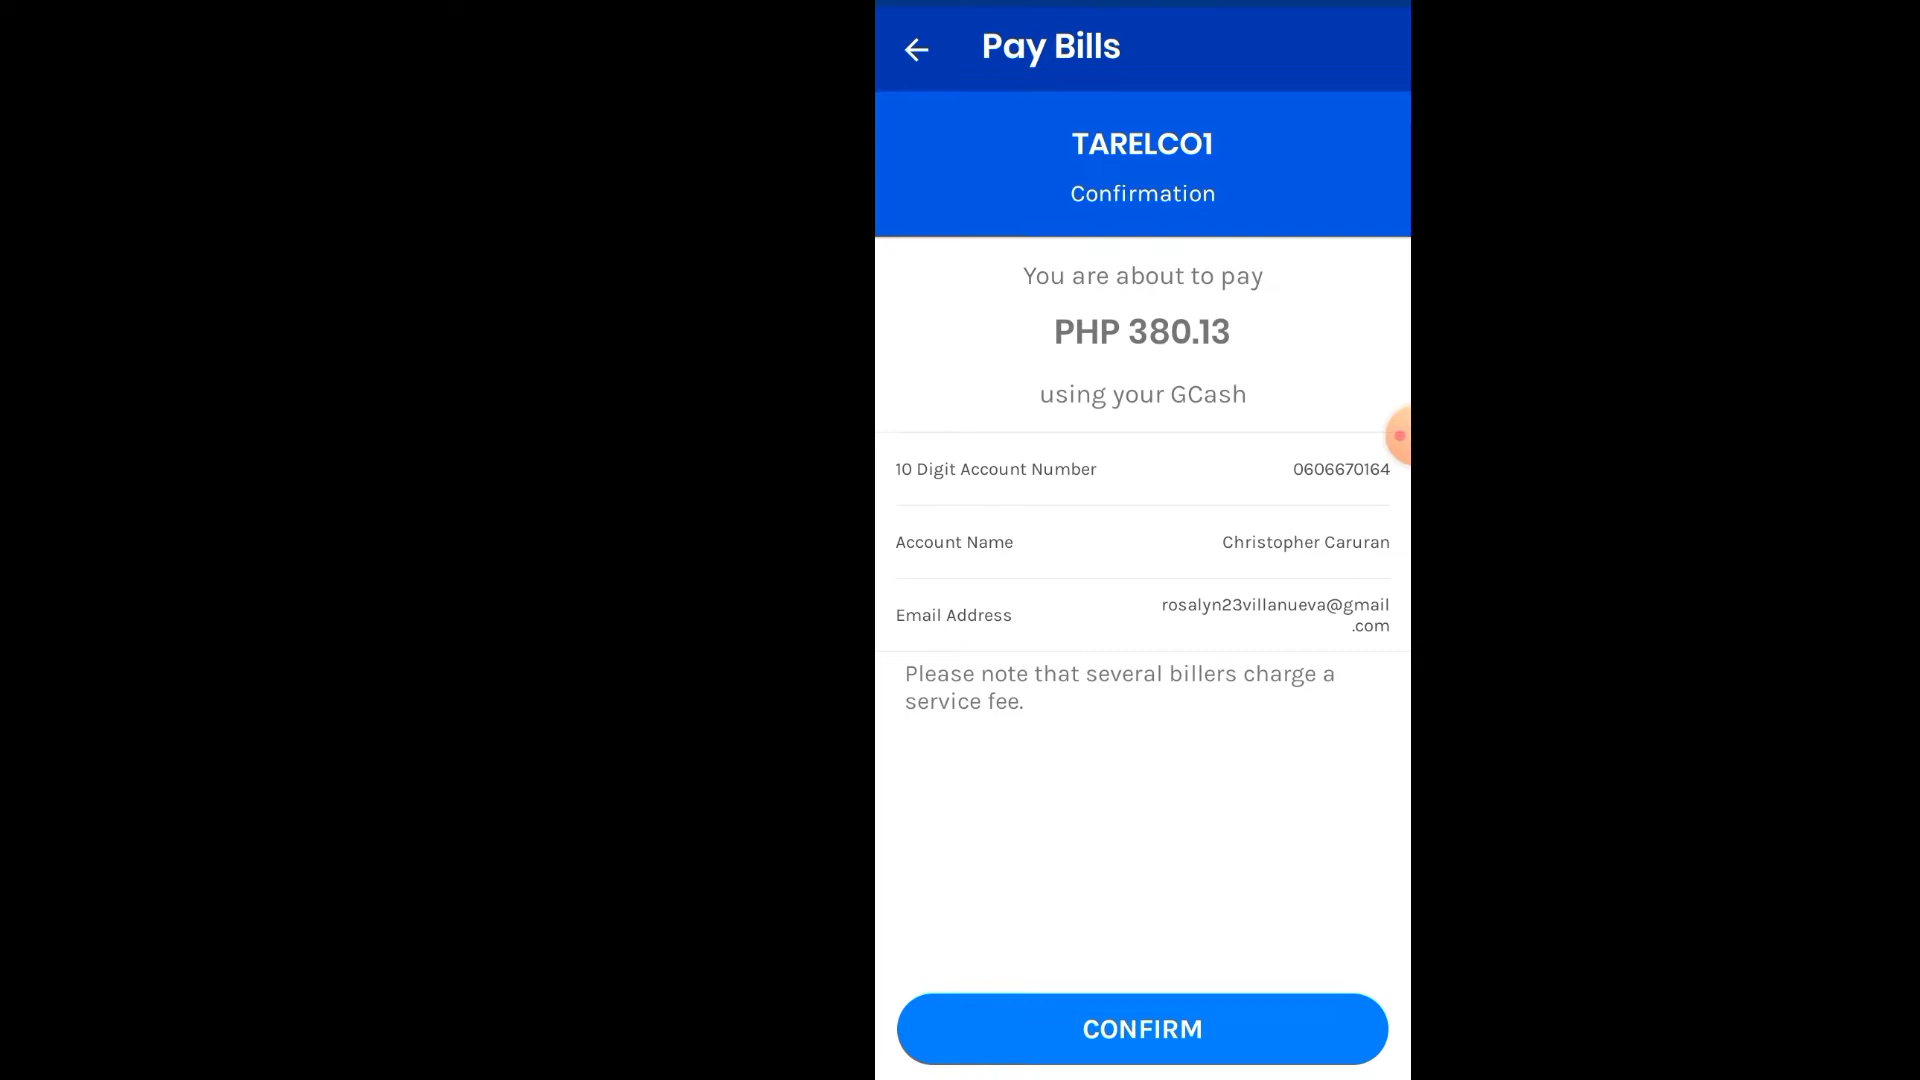 Pay Bills
TARELCO1
Confirmation
You are about to pay
PHP 380.13
using your GCash
10 Digit Account Number 0606670164
Account Name Christopher Caruran
Email Address rosalyn23villanueva@gmail
.com
Please note that several billers charge a
service fee.
CONFIRM